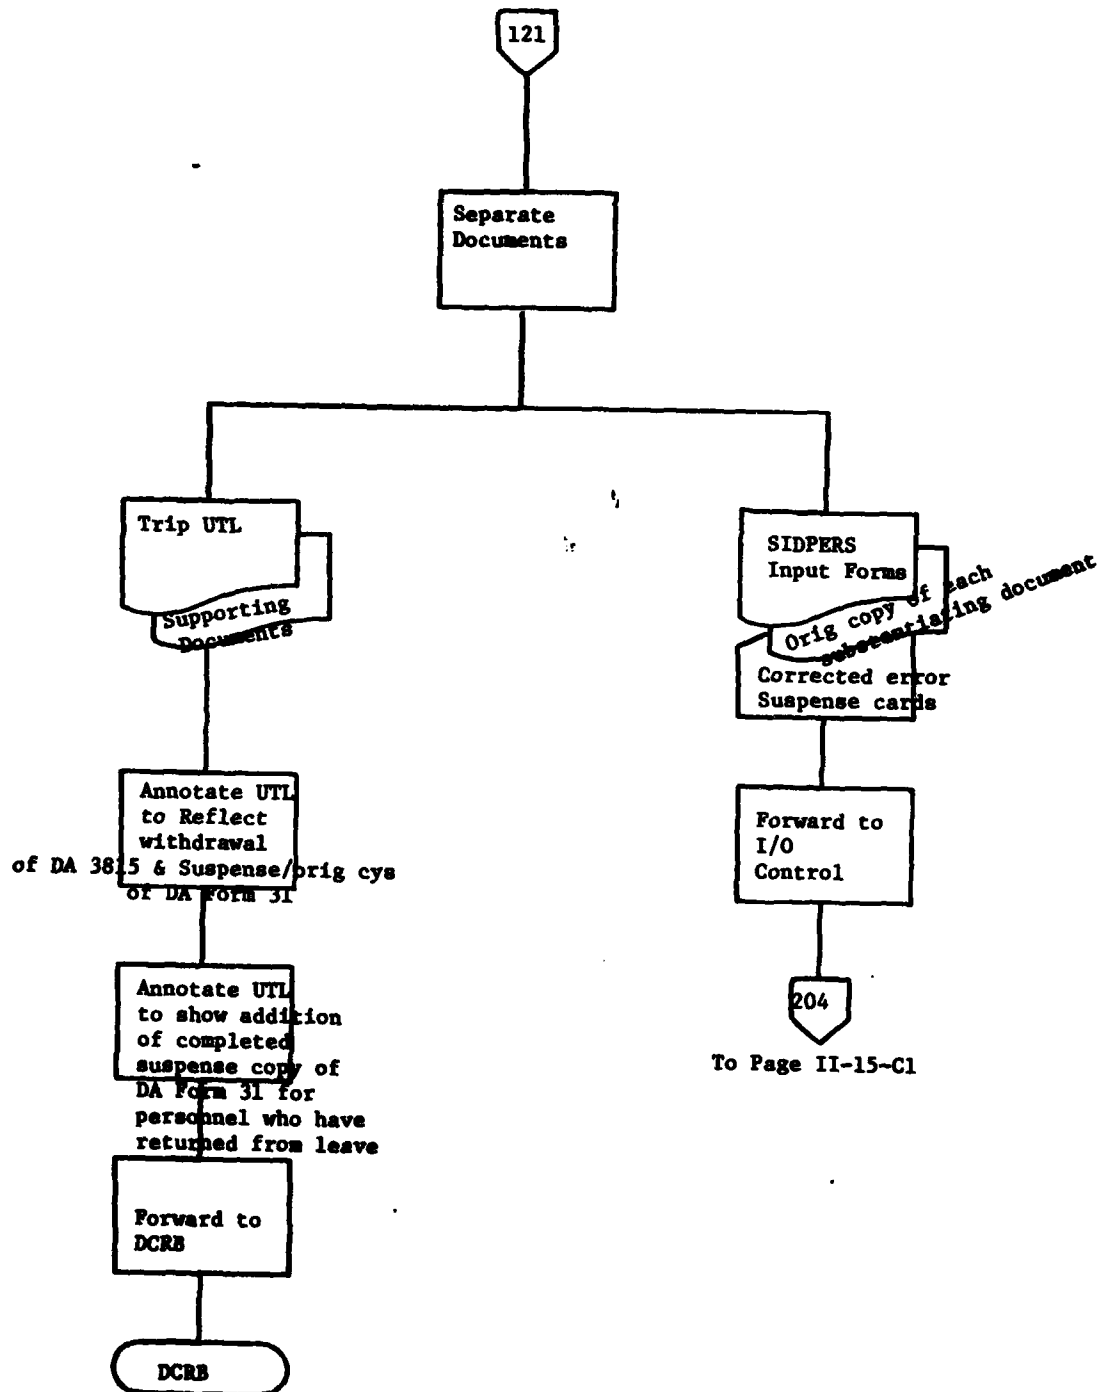 121
Separate
Documents
Trip UTL
Supporting
Documents
Annotate UTL
to Reflect
withdrawal
of DA 3815 & Suspense/orig cys
of DA Form 31
Annotate UTL
to show addition
of completed
suspense copy of
DA Form 31 for
personnel who have
returned from leave
Forward to
DCRB
DCRB
SIDPERS
Input Forms
Orig copy of each
substantiating document
Corrected error
Suspense cards
Forward to
I/O
Control
204
To Page II-15-C1